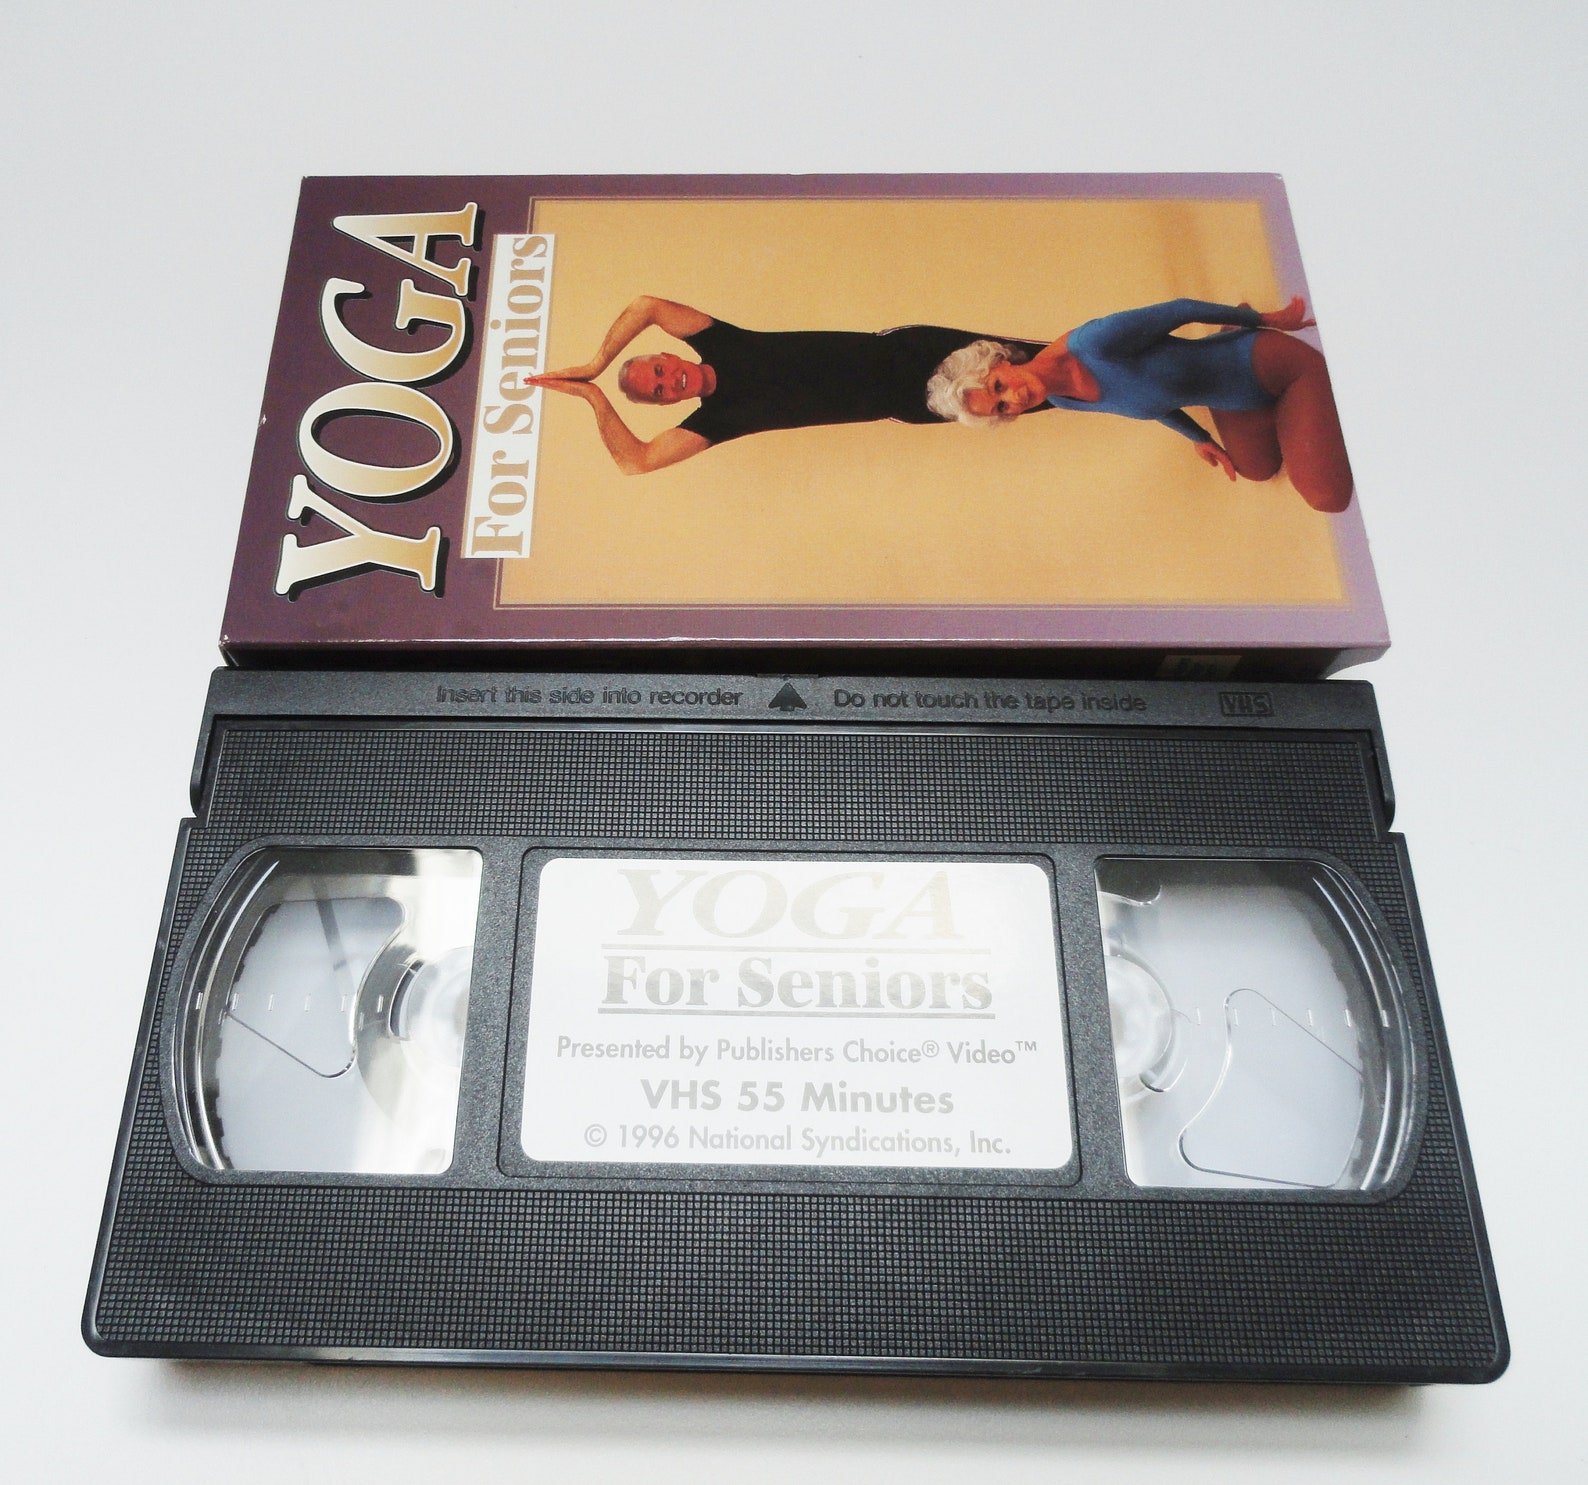 YOGA
For Seniors
Insert this side into recorder Do not touch the tape inside VHS
YOGA
For Seniors
Presented by Publishers Choice® Video™
VHS 55 Minutes
© 1996 National Syndications, Inc.